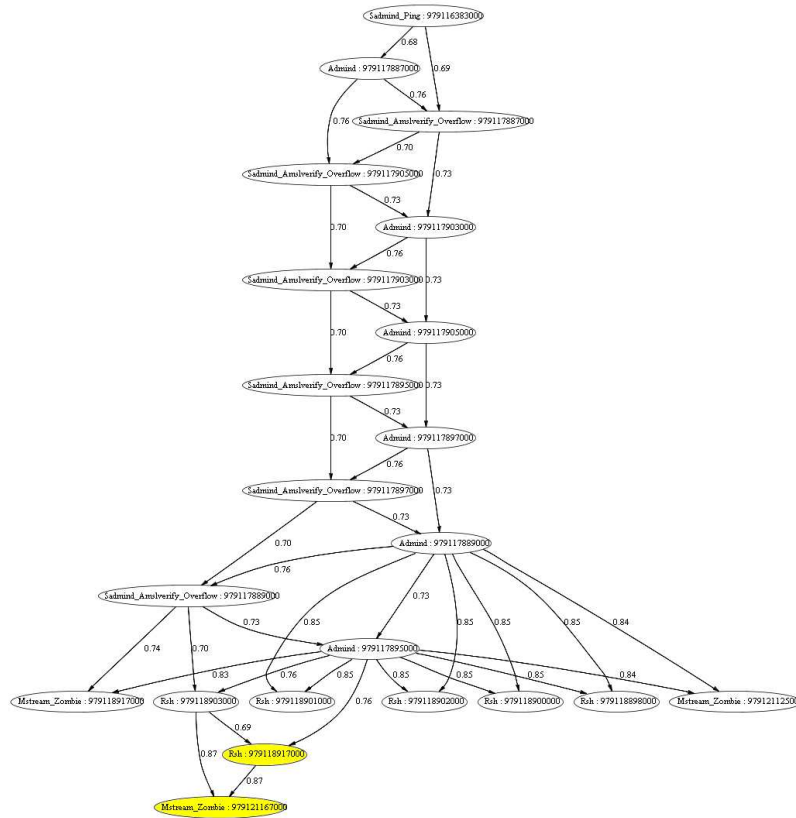 Sadmind_Ping : 979116383000
0.68
Admind : 979117887000
0.69
0.76
0.76
Sadmind_Amslverify_Overflow : 979117887000
0.70
Sadmind_Amslverify_Overflow : 979117905000
0.73
0.73
Admind : 979117903000
0.70
0.76
Sadmind_Amslverify_Overflow : 979117903000
0.73
0.73
Admind : 979117905000
0.70
0.76
Sadmind_Amslverify_Overflow : 979117895000
0.73
0.73
Admind : 979117897000
0.70
0.76
Sadmind_Amslverify_Overflow : 979117897000
0.73
0.73
Admind : 979117889000
0.70
0.76
Sadmind_Amslverify_Overflow : 979117889000
0.73
0.85
0.73
0.85
0.85
0.85
0.84
0.74
0.70
Admind : 979117895000
0.83
0.76
0.85
0.76
0.85
0.85
0.85
0.84
Mstream_Zombie : 979118917000
Rsh : 979118903000
Rsh : 979118901000
Rsh : 979118902000
Rsh : 979118900000
Rsh : 979118898000
Mstream_Zombie : 979121125000
0.69
0.87
Rsh : 979118917000
0.87
Mstream_Zombie : 979121167000